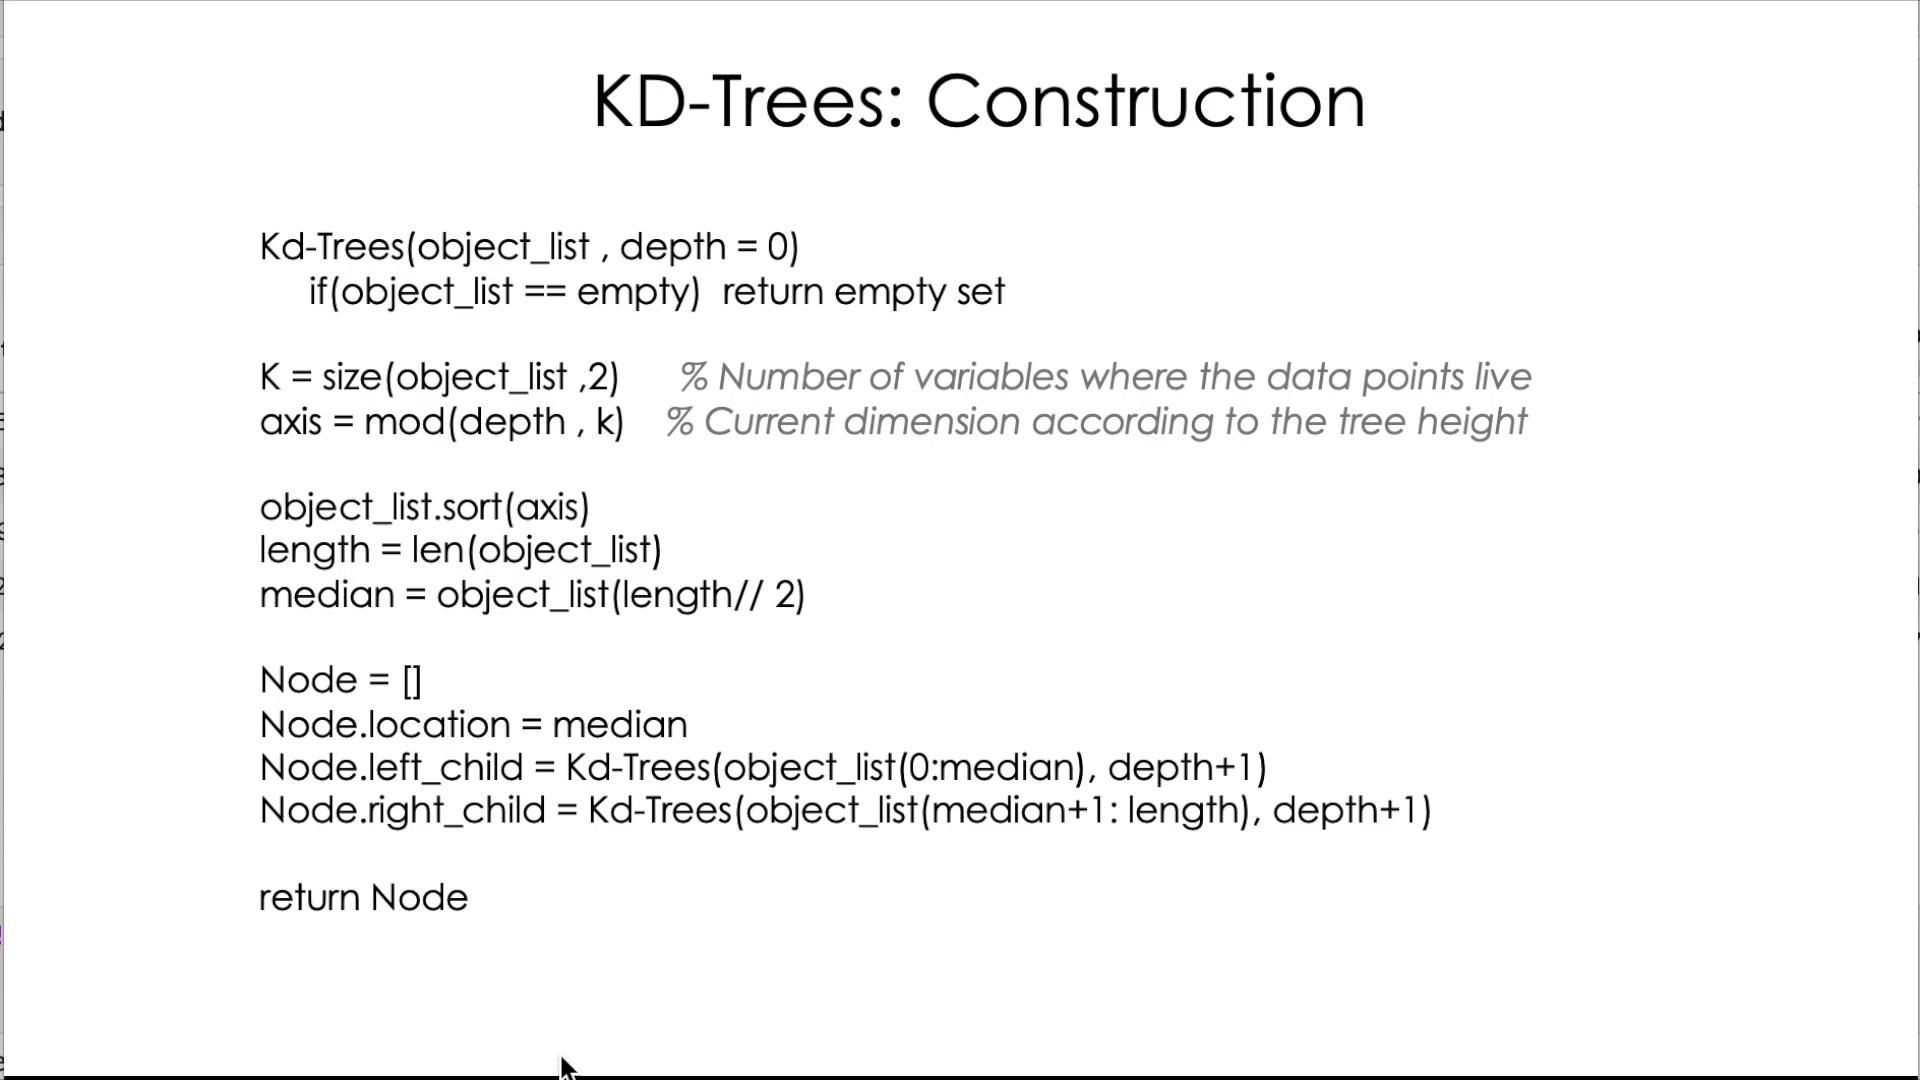 KD-Trees: Construction
Kd-Trees(object_list , depth = 0)
if(object_list == empty)  return empty set
K = size(object_list ,2)      % Number of variables where the data points live
axis = mod(depth , k)    % Current dimension according to the tree height
object_list.sort(axis)
length = len(object_list)
median = object_list(length// 2)
Node = []
Node.location = median
Node.left_child = Kd-Trees(object_list(0:median), depth+1)
Node.right_child = Kd-Trees(object_list(median+1: length), depth+1)
return Node